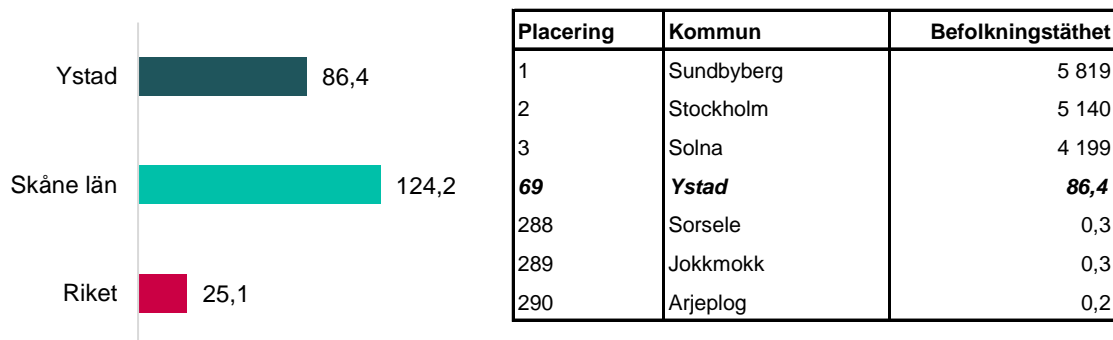 Ystad 86,4
Skåne län 124,2
Riket 25,1
Placering Kommun Befolkningstäthet
1 Sundbyberg 5 819
2 Stockholm 5 140
3 Solna 4 199
69 Ystad 86,4
288 Sorsele 0,3
289 Jokkmokk 0,3
290 Arjeplog 0,2